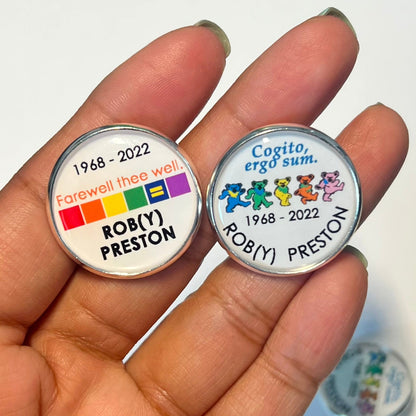 1968 - 2022
Farewell thee well.
=
ROB(Y)
PRESTON
Cogito,
ergo sum.
1968 - 2022
ROB(Y) PRESTON